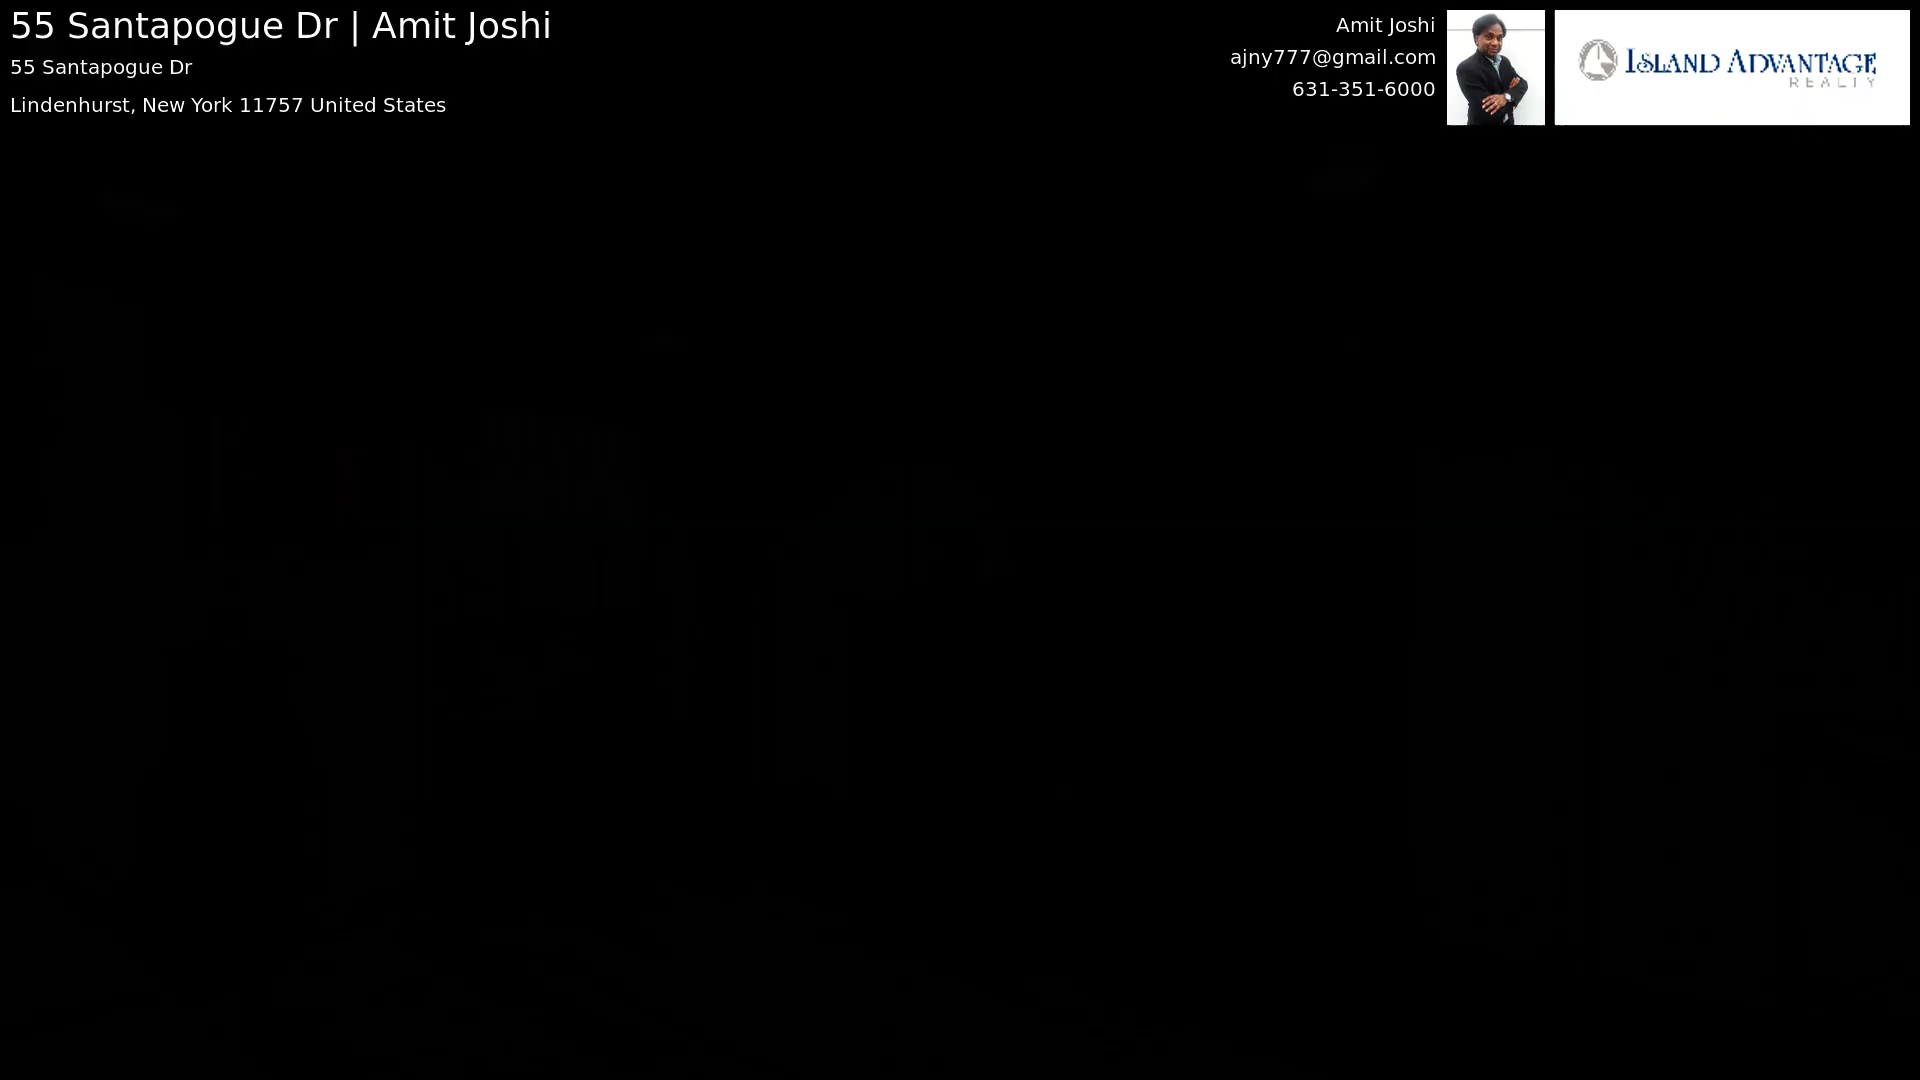 55 Santapogue Dr | Amit Joshi
55 Santapogue Dr
Lindenhurst, New York 11757 United States
Amit Joshi
ajny777@gmail.com
631-351-6000
ISLAND ADVANTAGE
REALTY